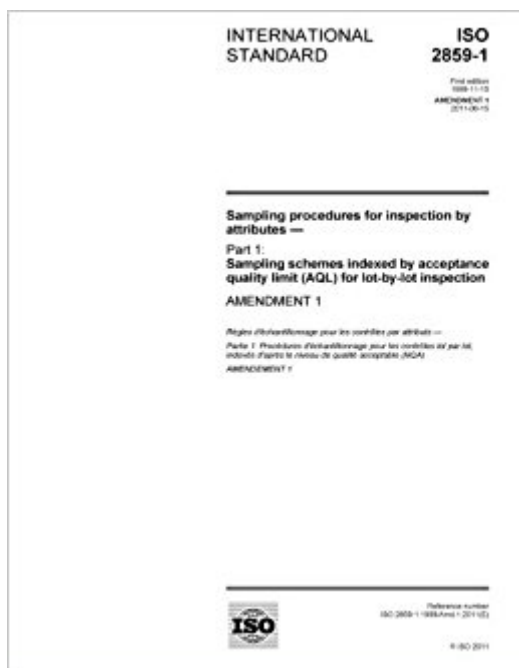 INTERNATIONAL
STANDARD
ISO
2859-1
First edition
1999-11-15
AMENDMENT 1
2011-06-15
Sampling procedures for inspection by
attributes —
Part 1:
Sampling schemes indexed by acceptance
quality limit (AQL) for lot-by-lot inspection
AMENDMENT 1
Règles d'échantillonnage pour les contrôles par attributs —
Partie 1: Procédures d'échantillonnage pour les contrôles lot par lot,
indexés d'après le niveau de qualité acceptable (NQA)
AMENDEMENT 1
ISO
Reference number
ISO 2859-1:1999/Amd.1:2011(E)
© ISO 2011